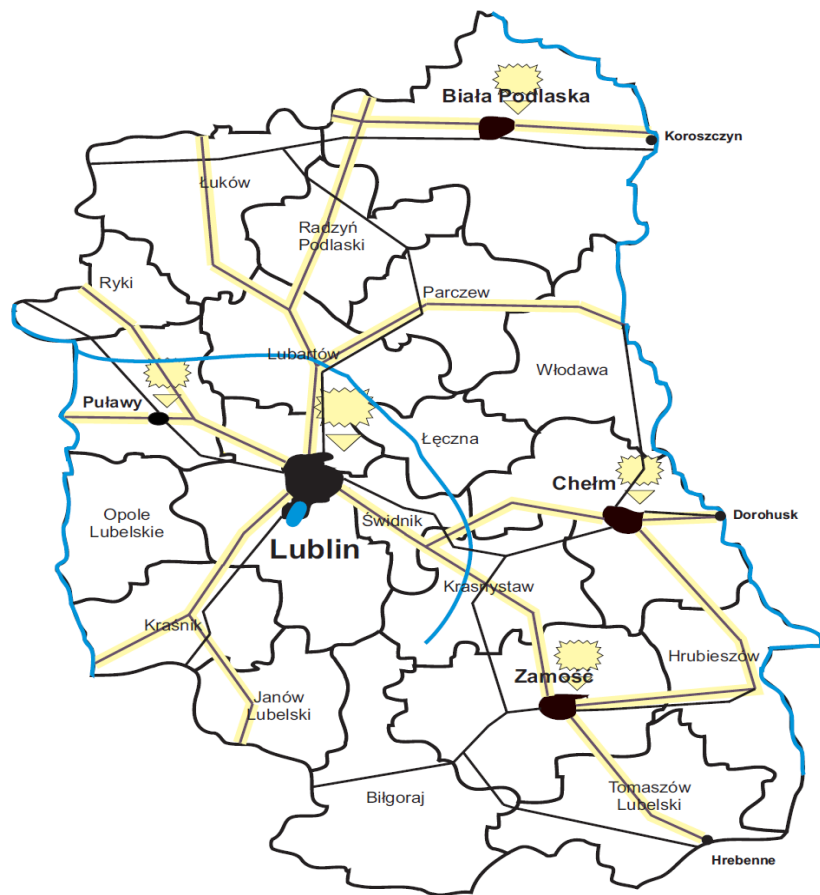 Biała Podlaska
Koroszczyn
Łuków
Radzyń
Podlaski
Ryki
Parczew
Lubartów
Włodawa
Puławy
Łęczna
Chełm
Opole
Lubelskie
Świdnik
Dorohusk
Lublin
Krasnystaw
Kraśnik
Hrubieszów
Zamość
Janów
Lubelski
Biłgoraj
Tomaszów
Lubelski
Hrebenne